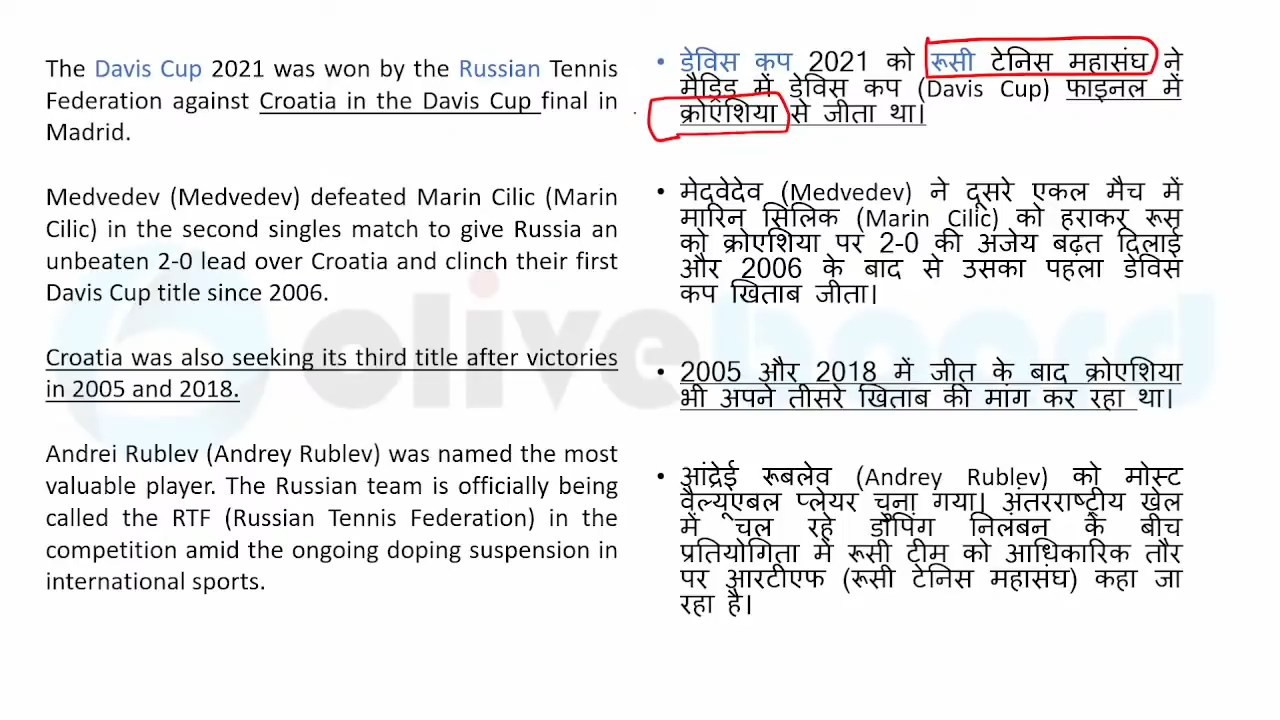 The Davis Cup 2021 was won by the Russian Tennis
Federation against Croatia in the Davis Cup final in
Madrid.
Medvedev (Medvedev) defeated Marin Cilic (Marin
Cilic) in the second singles match to give Russia an
unbeaten 2-0 lead over Croatia and clinch their first
Davis Cup title since 2006.
Croatia was also seeking its third title after victories
in 2005 and 2018.
Andrei Rublev (Andrey Rublev) was named the most
valuable player. The Russian team is officially being
called the RTF (Russian Tennis Federation) in the
competition amid the ongoing doping suspension in
international sports.
• डेविस कप 2021 को रूसी टेनिस महासंघ ने
मैड्रिड में डेविस कप (Davis Cup) फाइनल में
क्रोएशिया से जीता था।
• मेदवेदेव (Medvedev) ने दूसरे एकल मैच में
मारिन सिलिक (Marin Cilic) को हराकर रूस
को क्रोएशिया पर 2-0 की अजेय बढ़त दिलाई
और 2006 के बाद से उसका पहला डेविस
कप खिताब जीता।
• 2005 और 2018 में जीत के बाद क्रोएशिया
भी अपने तीसरे खिताब की मांग कर रहा था।
• आंद्रेई रूबलेव (Andrey Rublev) को मोस्ट
वैल्यूएबल प्लेयर चुना गया। अंतरराष्ट्रीय खेल
में चल रहे डोपिंग निलंबन के बीच
प्रतियोगिता में रूसी टीम को आधिकारिक तौर
पर आरटीएफ (रूसी टेनिस महासंघ) कहा जा
रहा है।
oliveboard